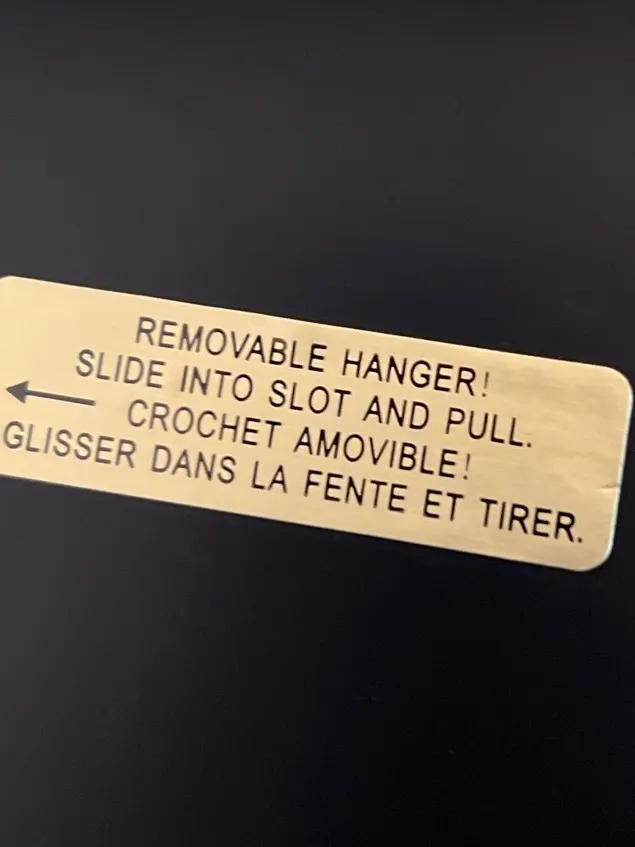 REMOVABLE HANGER!
SLIDE INTO SLOT AND PULL.
CROCHET AMOVIBLE!
GLISSER DANS LA FENTE ET TIRER.